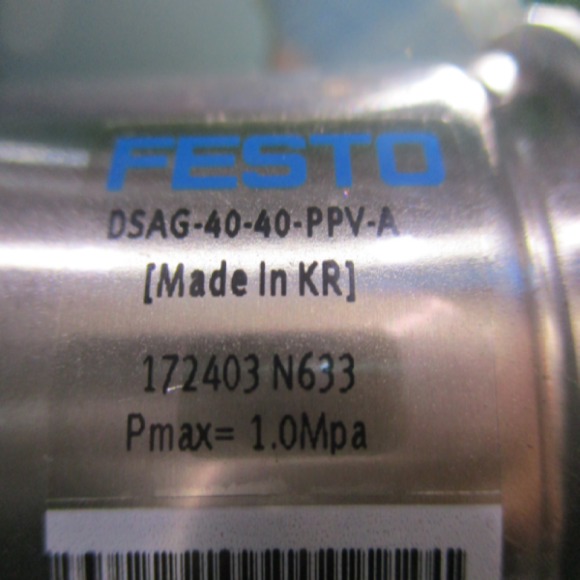 FESTO
DSAG-40-40-PPV-A
[Made In KR]
172403 N633
Pmax= 1.0Mpa